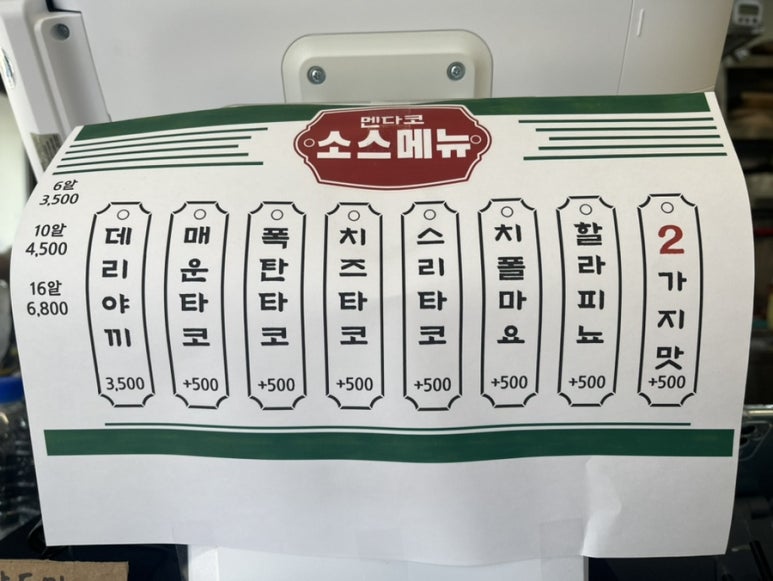 멘다코
소스메뉴
6알
3,500
10알
4,500
16알
6,800
데리야끼
3,500
매운타코
+500
폭탄타코
+500
치즈타코
+500
스리타코
+500
치폴마요
+500
할라피뇨
+500
2가지맛
+500